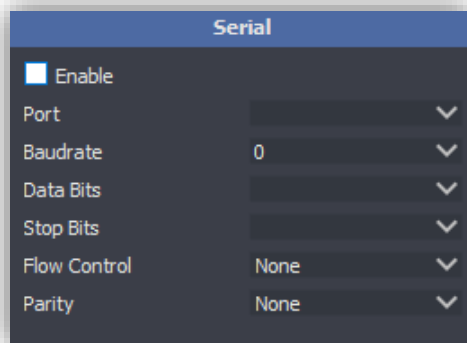 Serial
Enable
Port
Baudrate 0
Data Bits
Stop Bits
Flow Control None
Parity None